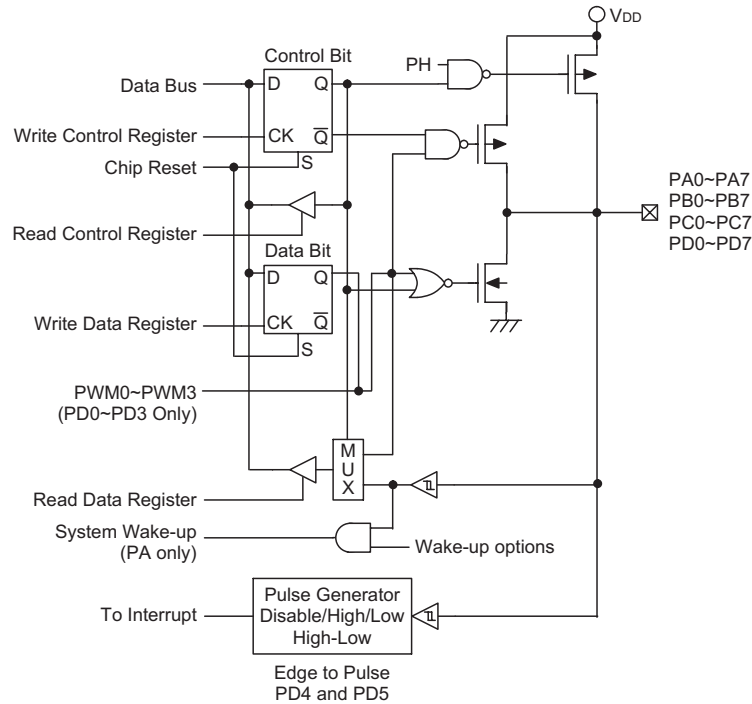 VDD
Control Bit
PH
Data Bus
D
Q
Write Control Register
CK
Q
Chip Reset
S
PA0~PA7
PB0~PB7
PC0~PC7
PD0~PD7
Read Control Register
Data Bit
D
Q
Write Data Register
CK
Q
S
PWM0~PWM3
(PD0~PD3 Only)
M
U
X
Read Data Register
System Wake-up
(PA only)
Wake-up options
To Interrupt
Pulse Generator
Disable/High/Low
High-Low
Edge to Pulse
PD4 and PD5